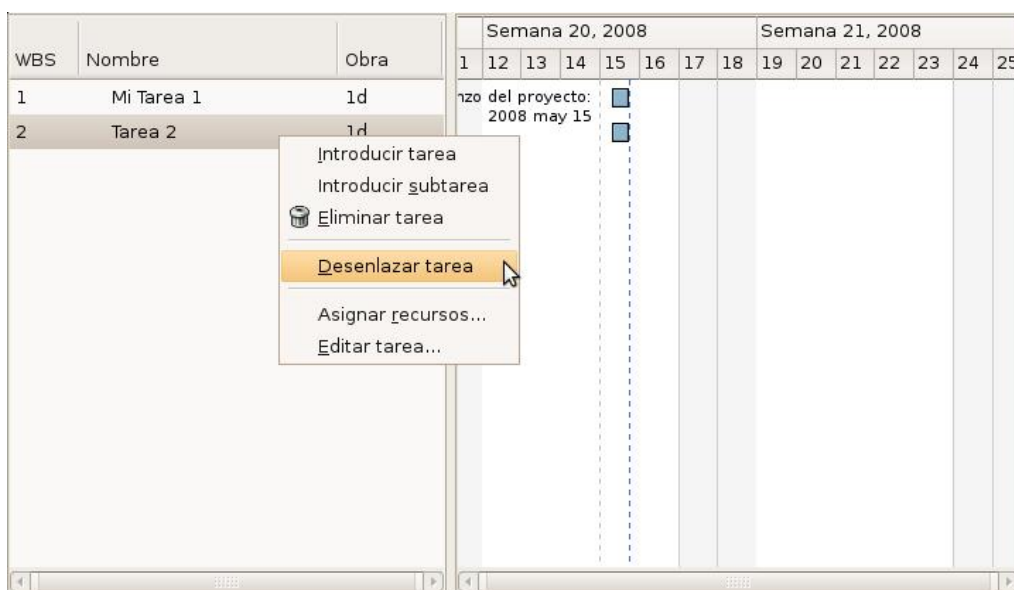 Semana 20, 2008 Semana 21, 2008
WBS Nombre Obra 1 12 13 14 15 16 17 18 19 20 21 22 23 24 25
1 Mi Tarea 1 1d nzo del proyecto:
2008 may 15
2 Tarea 2 1d
Introducir tarea
Introducir subtarea
Eliminar tarea
Desenlazar tarea
Asignar recursos...
Editar tarea...